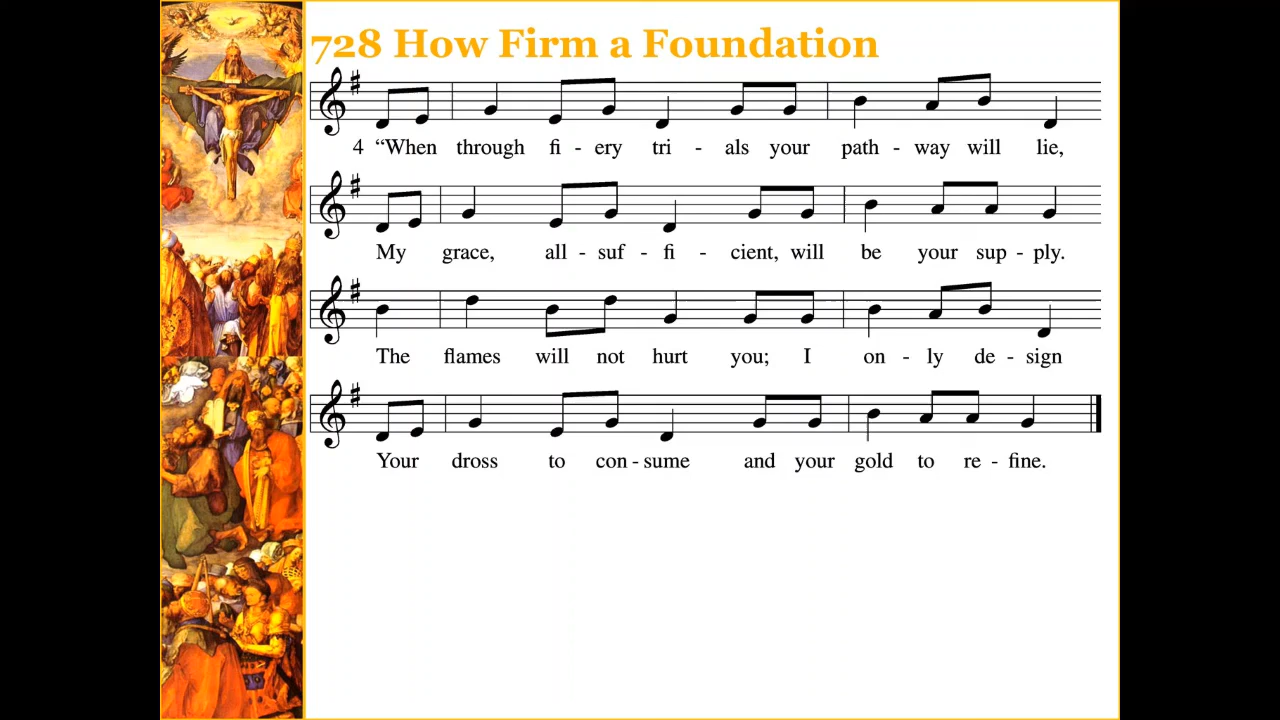 728 How Firm a Foundation
4 “When through fi - ery tri - als your path - way will lie,
My grace, all - suf - fi - cient, will be your sup - ply.
The flames will not hurt you; I on - ly de - sign
Your dross to con - sume and your gold to re - fine.